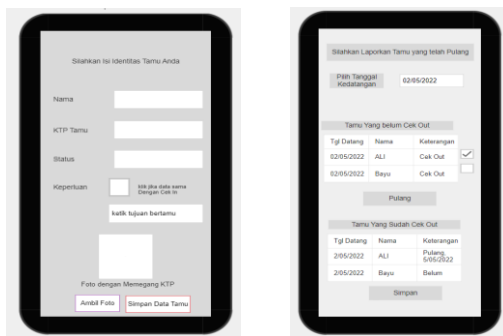 Silahkan Isi Identitas Tamu Anda
Nama
KTP Tamu
Status
Keperluan
klik jika data sama
Dengan Cek In
ketik tujuan bertamu
Foto dengan Memegang KTP
Ambil Foto
Simpan Data Tamu
Silahkan Laporkan Tamu yang telah Pulang
Pilih Tanggal
Kedatangan
02/05/2022
Tamu Yang belum Cek Out
Tgl Datang Nama Keterangan
02/05/2022 ALI Cek Out
02/05/2022 Bayu Cek Out
Pulang
Tamu Yang Sudah Cek Out
Tgl Datang Nama Keterangan
2/05/2022 ALI Pulang
5/05/2022
2/05/2022 Bayu Belum
Simpan